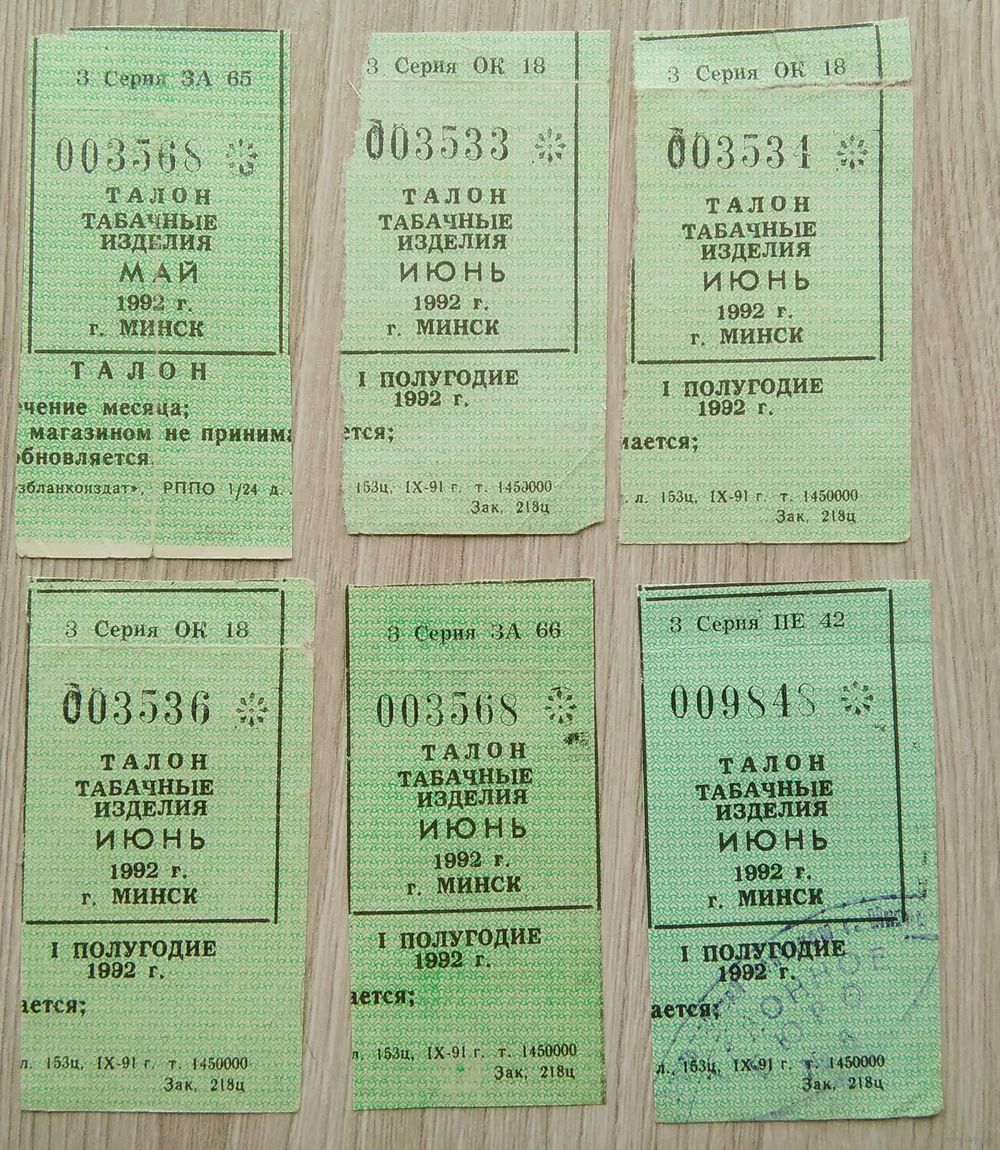 3 Серия ЗА 65
003568
ТАЛОН
ТАБАЧНЫЕ
ИЗДЕЛИЯ
МАЙ
1992 г.
г. МИНСК
ТАЛОН
ечение месяца;
магазином не принима
обновляется.
збланкоиздат», РППО 1/24 д.
3 Серия ОК 18
003533
ТАЛОН
ТАБАЧНЫЕ
ИЗДЕЛИЯ
ИЮНЬ
1992 г.
г. МИНСК
I ПОЛУГОДИЕ
1992 г.
ется;
153ц, IX-91 г. т. 1450000
Зак. 218ц
3 Серия ОК 18
003534
ТАЛОН
ТАБАЧНЫЕ
ИЗДЕЛИЯ
ИЮНЬ
1992 г.
г. МИНСК
I ПОЛУГОДИЕ
1992 г.
мается;
л. 153ц, IX-91 г. т. 1450000
Зак. 218ц
3 Серия ОК 18
003536
ТАЛОН
ТАБАЧНЫЕ
ИЗДЕЛИЯ
ИЮНЬ
1992 г.
г. МИНСК
I ПОЛУГОДИЕ
1992 г.
ается;
л. 153ц, IX-91 г. т. 1450000
Зак. 218ц
3 Серия ЗА 66
003568
ТАЛОН
ТАБАЧНЫЕ
ИЗДЕЛИЯ
ИЮНЬ
1992 г.
г. МИНСК
I ПОЛУГОДИЕ
1992 г.
ается;
л. 153ц, IX-91 г. т. 1450000
Зак. 218ц
3 Серия ПЕ 42
009848
ТАЛОН
ТАБАЧНЫЕ
ИЗДЕЛИЯ
ИЮНЬ
1992 г.
г. МИНСК
I ПОЛУГОДИЕ
1992 г.
ается;
л. 153ц, IX-91 г. т. 1450000
Зак. 218ц